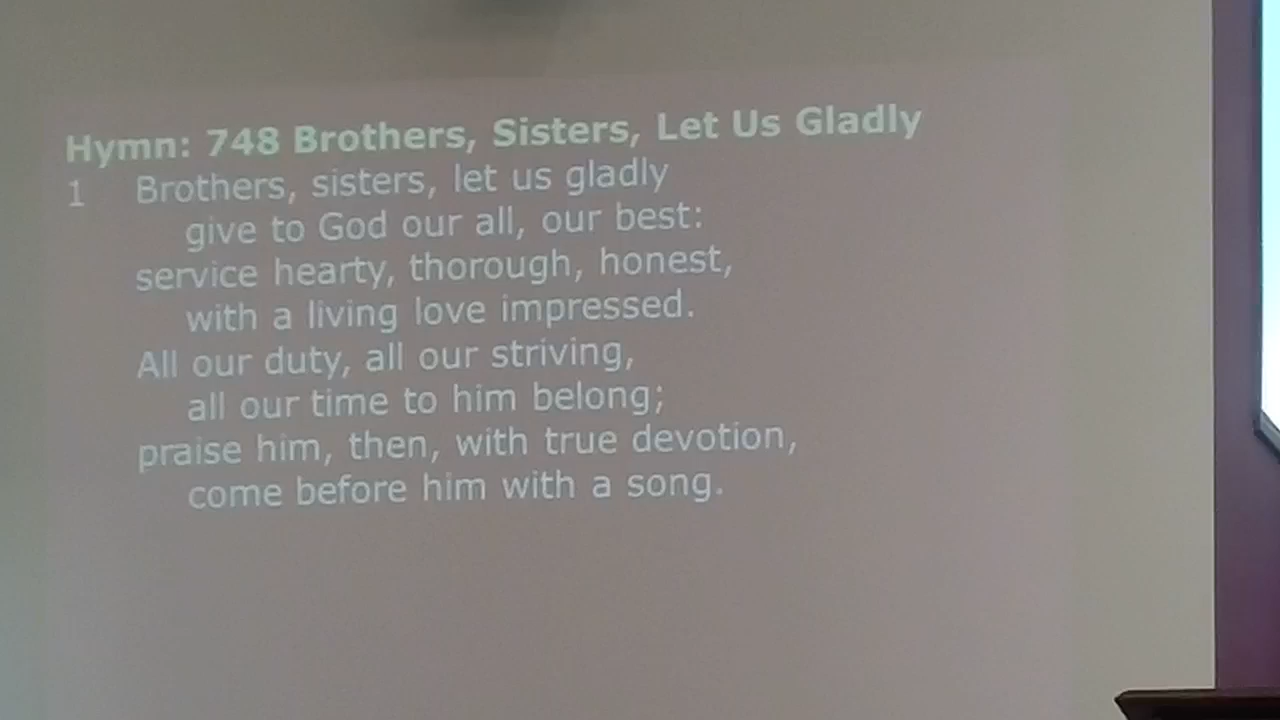 Hymn: 748 Brothers, Sisters, Let Us Gladly
1 Brothers, sisters, let us gladly
give to God our all, our best:
service hearty, thorough, honest,
with a living love impressed.
All our duty, all our striving,
all our time to him belong;
praise him, then, with true devotion,
come before him with a song.